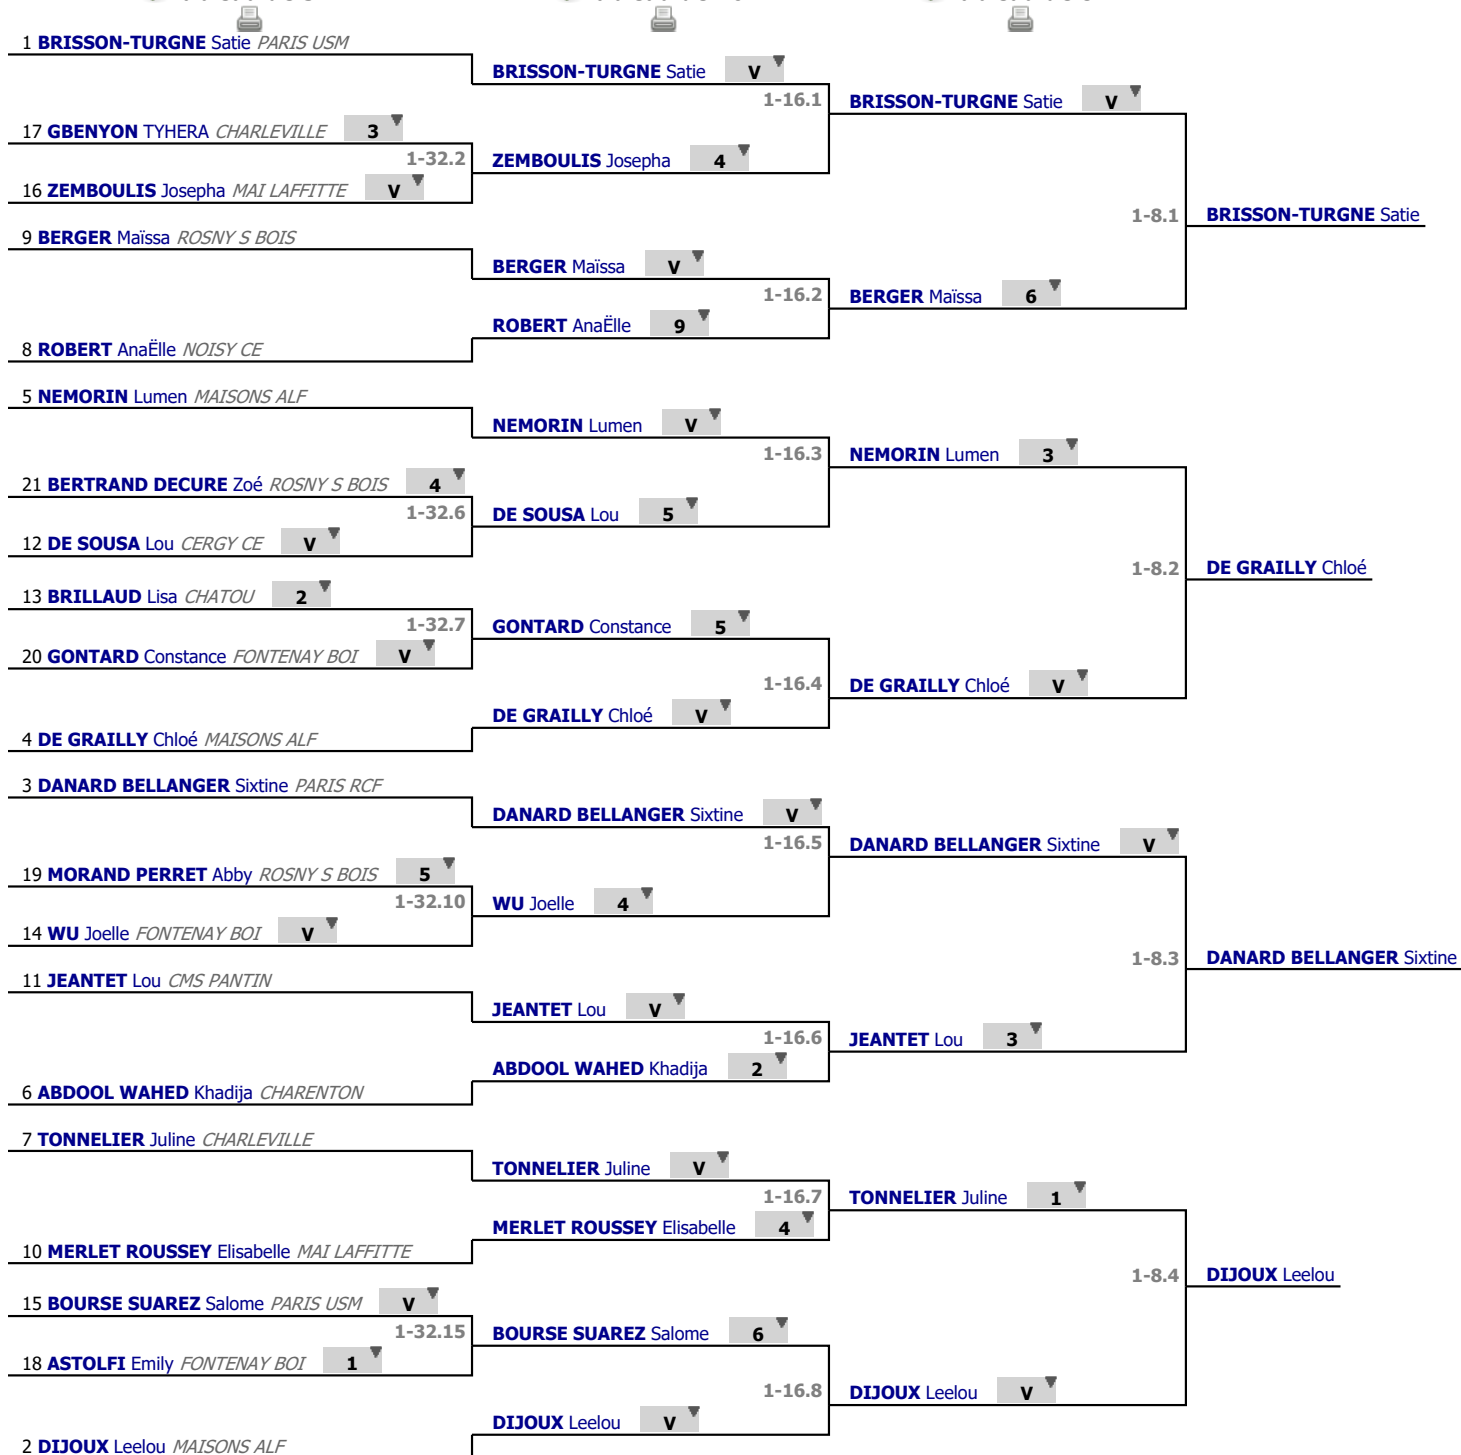 1 BRISSON-TURGNE Satie PARIS USM
BRISSON-TURGNE Satie V
1-16.1
BRISSON-TURGNE Satie V
17 GBENYON TYHERA CHARLEVILLE 3
1-32.2
ZEMBOULIS Josepha 4
16 ZEMBOULIS Josepha MAI LAFFITTE V
1-8.1
BRISSON-TURGNE Satie
9 BERGER Maïssa ROSNY S BOIS
BERGER Maïssa V
1-16.2
BERGER Maïssa 6
ROBERT AnaËlle 9
8 ROBERT AnaËlle NOISY CE
5 NEMORIN Lumen MAISONS ALF
NEMORIN Lumen V
1-16.3
NEMORIN Lumen 3
21 BERTRAND DECURE Zoé ROSNY S BOIS 4
1-32.6
DE SOUSA Lou 5
12 DE SOUSA Lou CERGY CE V
1-8.2
DE GRAILLY Chloé
13 BRILLAUD Lisa CHATOU 2
1-32.7
GONTARD Constance 5
20 GONTARD Constance FONTENAY BOI V
1-16.4
DE GRAILLY Chloé V
DE GRAILLY Chloé V
4 DE GRAILLY Chloé MAISONS ALF
3 DANARD BELLANGER Sixtine PARIS RCF
DANARD BELLANGER Sixtine V
1-16.5
DANARD BELLANGER Sixtine V
19 MORAND PERRET Abby ROSNY S BOIS 5
1-32.10
WU Joelle 4
14 WU Joelle FONTENAY BOI V
1-8.3
DANARD BELLANGER Sixtine
11 JEANTET Lou CMS PANTIN
JEANTET Lou V
1-16.6
JEANTET Lou 3
ABDOOL WAHED Khadija 2
6 ABDOOL WAHED Khadija CHARENTON
7 TONNELIER Juline CHARLEVILLE
TONNELIER Juline V
1-16.7
TONNELIER Juline 1
MERLET ROUSSEY Elisabelle 4
10 MERLET ROUSSEY Elisabelle MAI LAFFITTE
1-8.4
DIJOUX Leelou
15 BOURSE SUAREZ Salome PARIS USM V
1-32.15
BOURSE SUAREZ Salome 6
18 ASTOLFI Emily FONTENAY BOI 1
1-16.8
DIJOUX Leelou V
DIJOUX Leelou V
2 DIJOUX Leelou MAISONS ALF